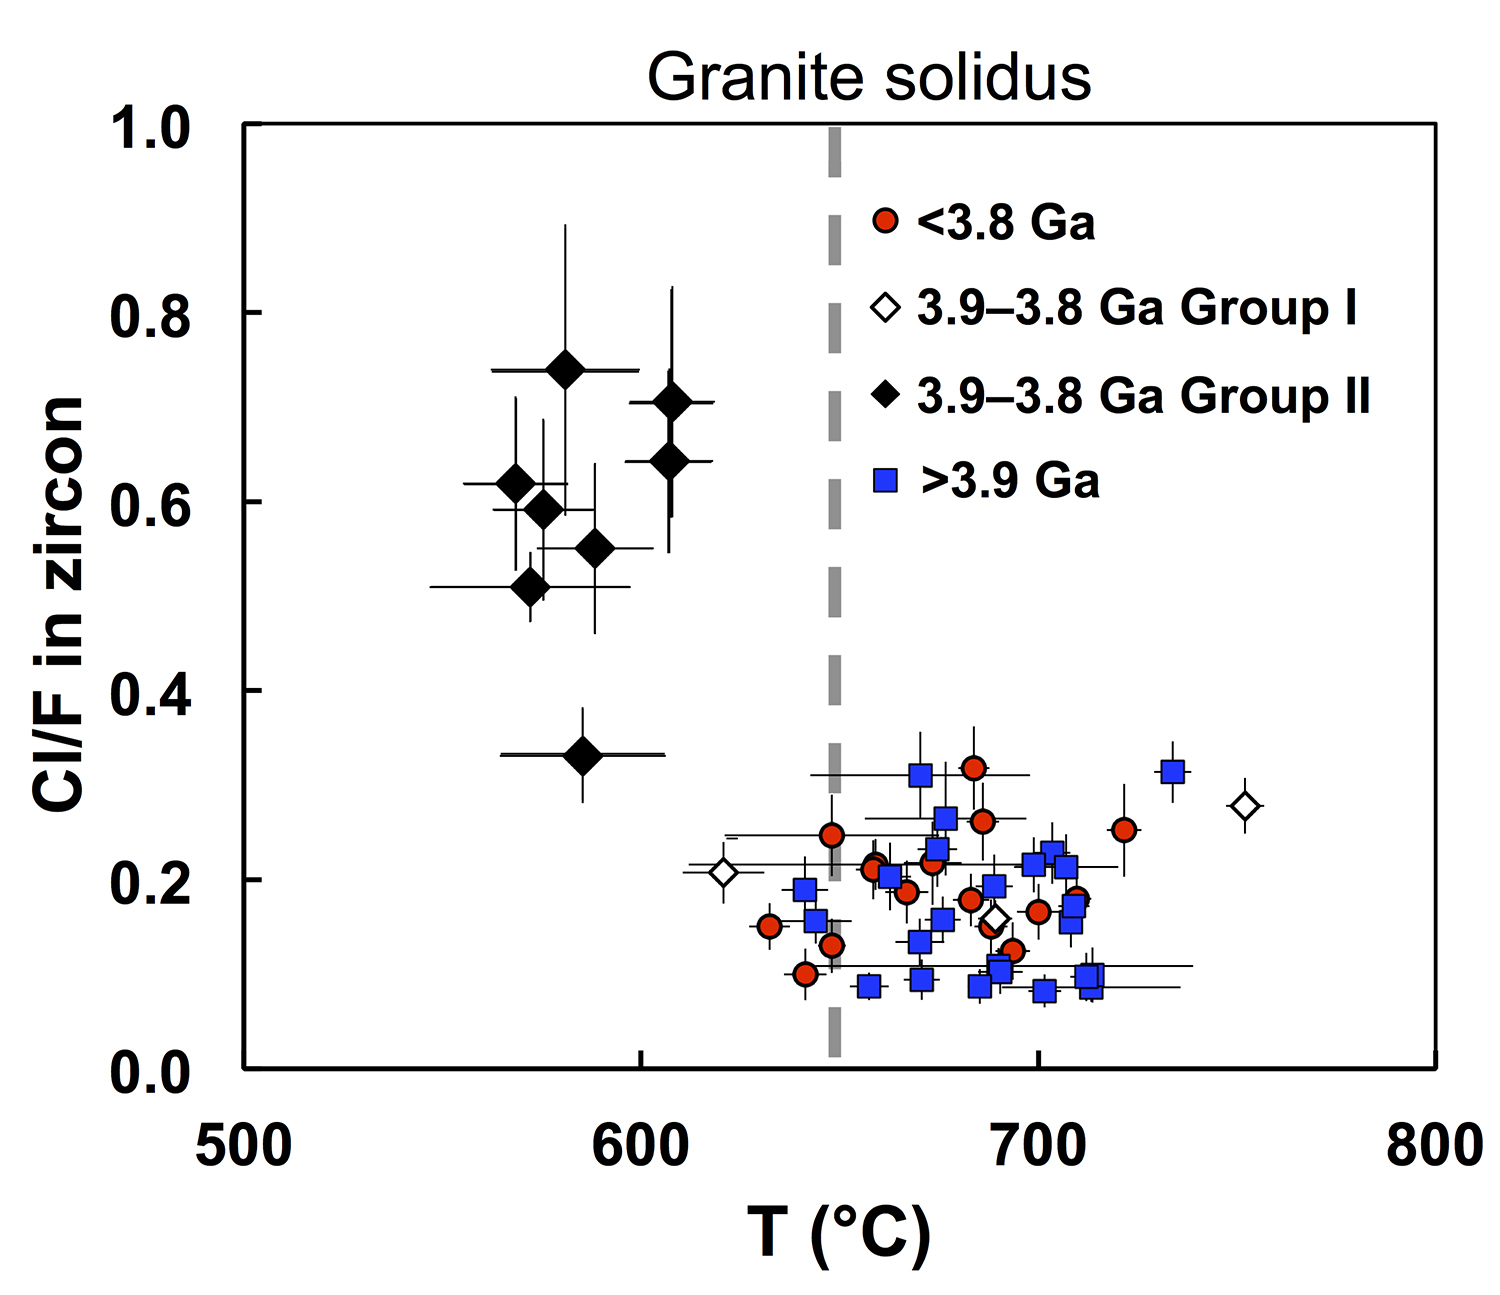 Granite solidus
1.0
0.8
0.6
0.4
0.2
0.0
Cl/F in zircon
<3.8 Ga
3.9–3.8 Ga Group I
3.9–3.8 Ga Group II
>3.9 Ga
500 600 700 800
T (°C)